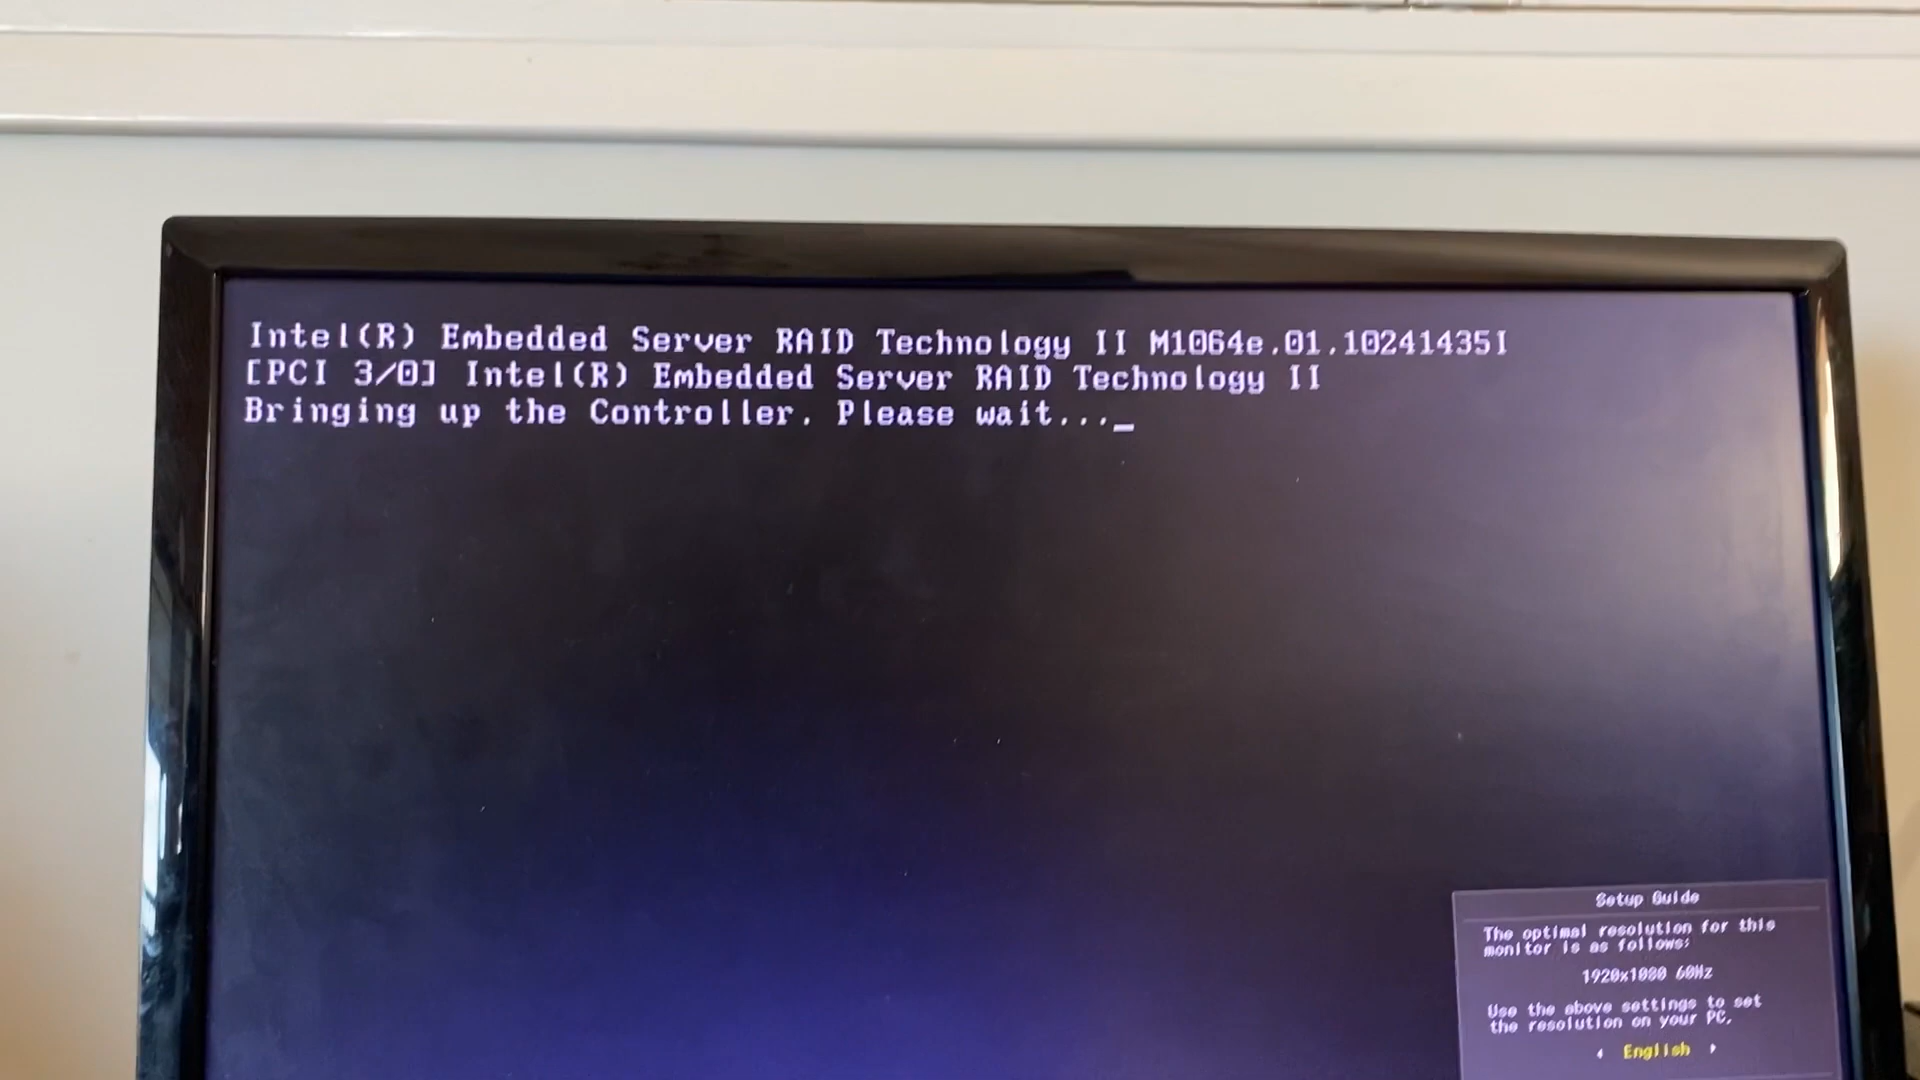 Intel(R) Embedded Server RAID Technology II M1064e.01.10241435I
[PCI 3/0] Intel(R) Embedded Server RAID Technology II
Bringing up the Controller. Please wait..._
Setup Guide
The optimal resolution for this
monitor is as follows:
1920x1080 60Hz
Use the above settings to set
the resolution on your PC.
English